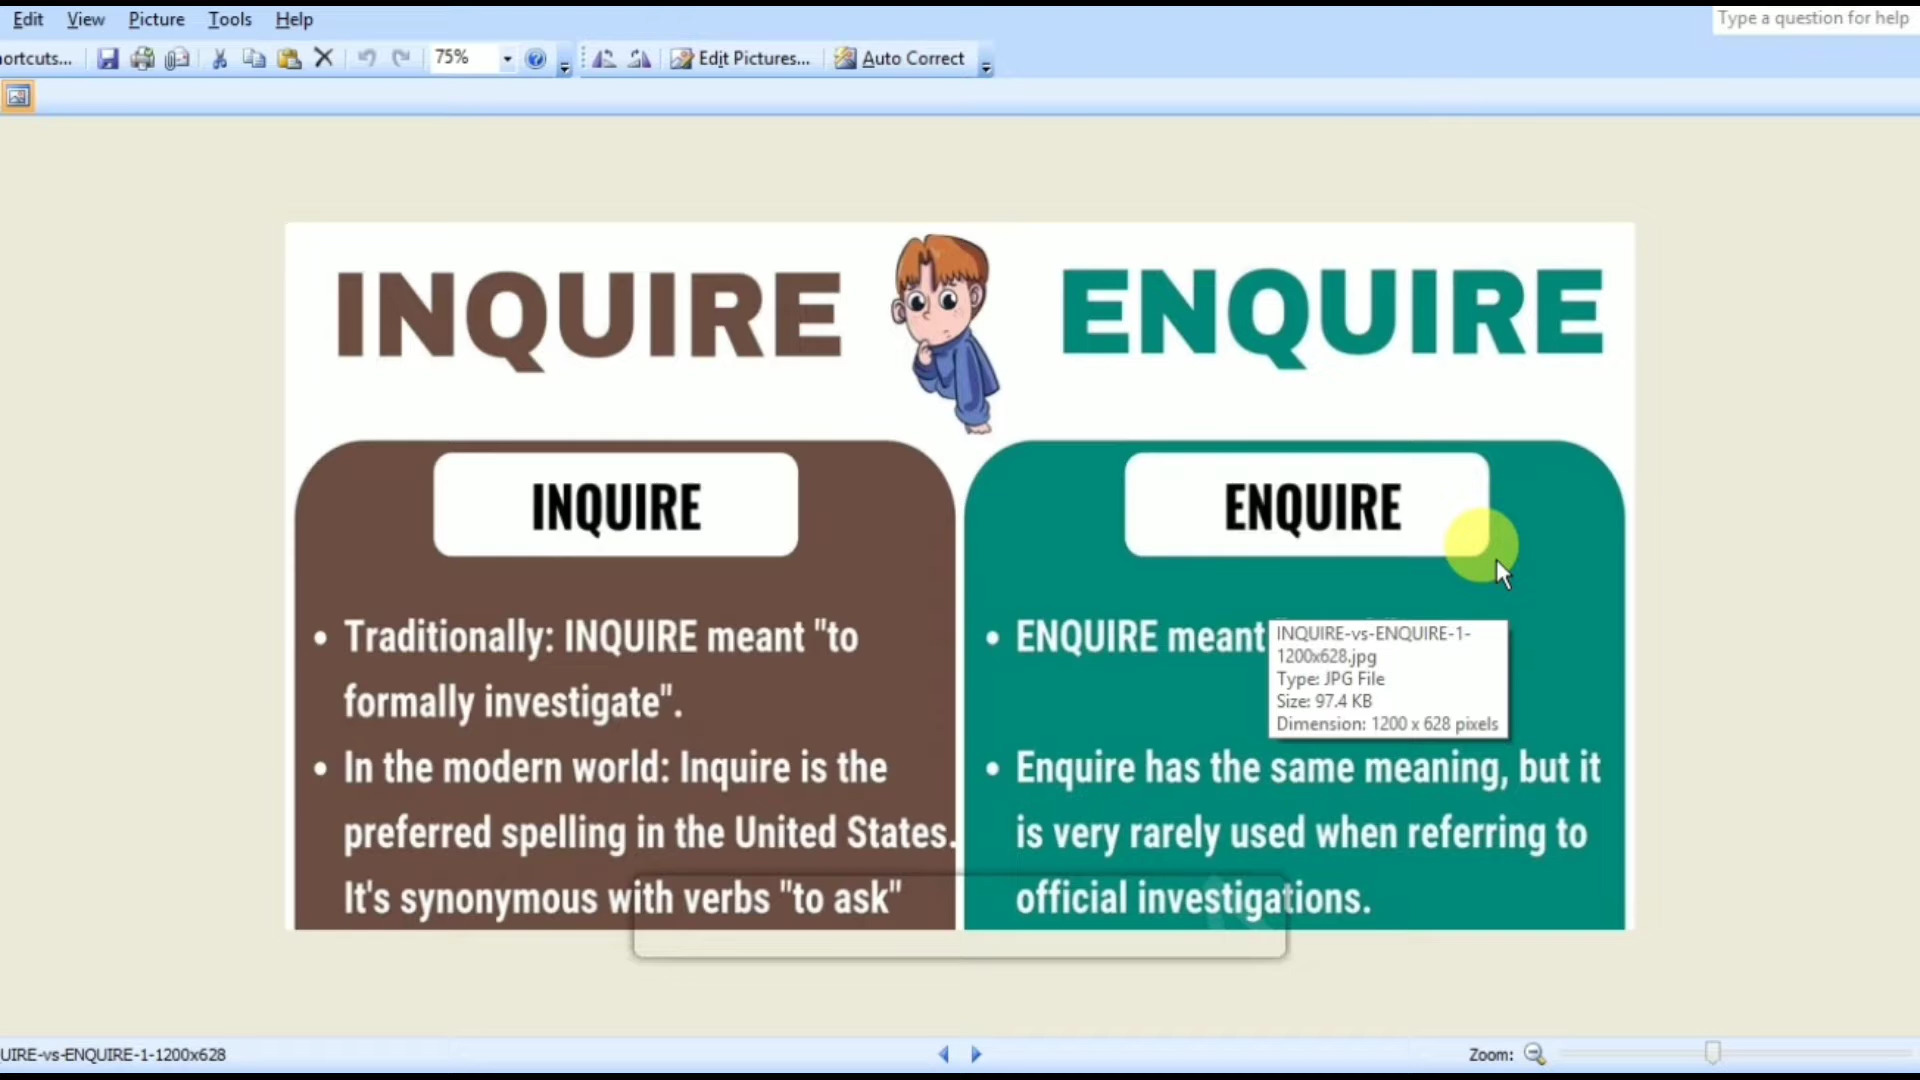 Edit View Picture Tools Help
Type a question for help
ortcuts... 75% Edit Pictures... Auto Correct
INQUIRE ENQUIRE
INQUIRE
• Traditionally: INQUIRE meant "to
formally investigate".
• In the modern world: Inquire is the
preferred spelling in the United States.
It's synonymous with verbs "to ask"
ENQUIRE
• ENQUIRE meant
• Enquire has the same meaning, but it
is very rarely used when referring to
official investigations.
INQUIRE-vs-ENQUIRE-1-
1200x628.jpg
Type: JPG File
Size: 97.4 KB
Dimension: 1200 x 628 pixels
UIRE-vs-ENQUIRE-1-1200x628
Zoom: